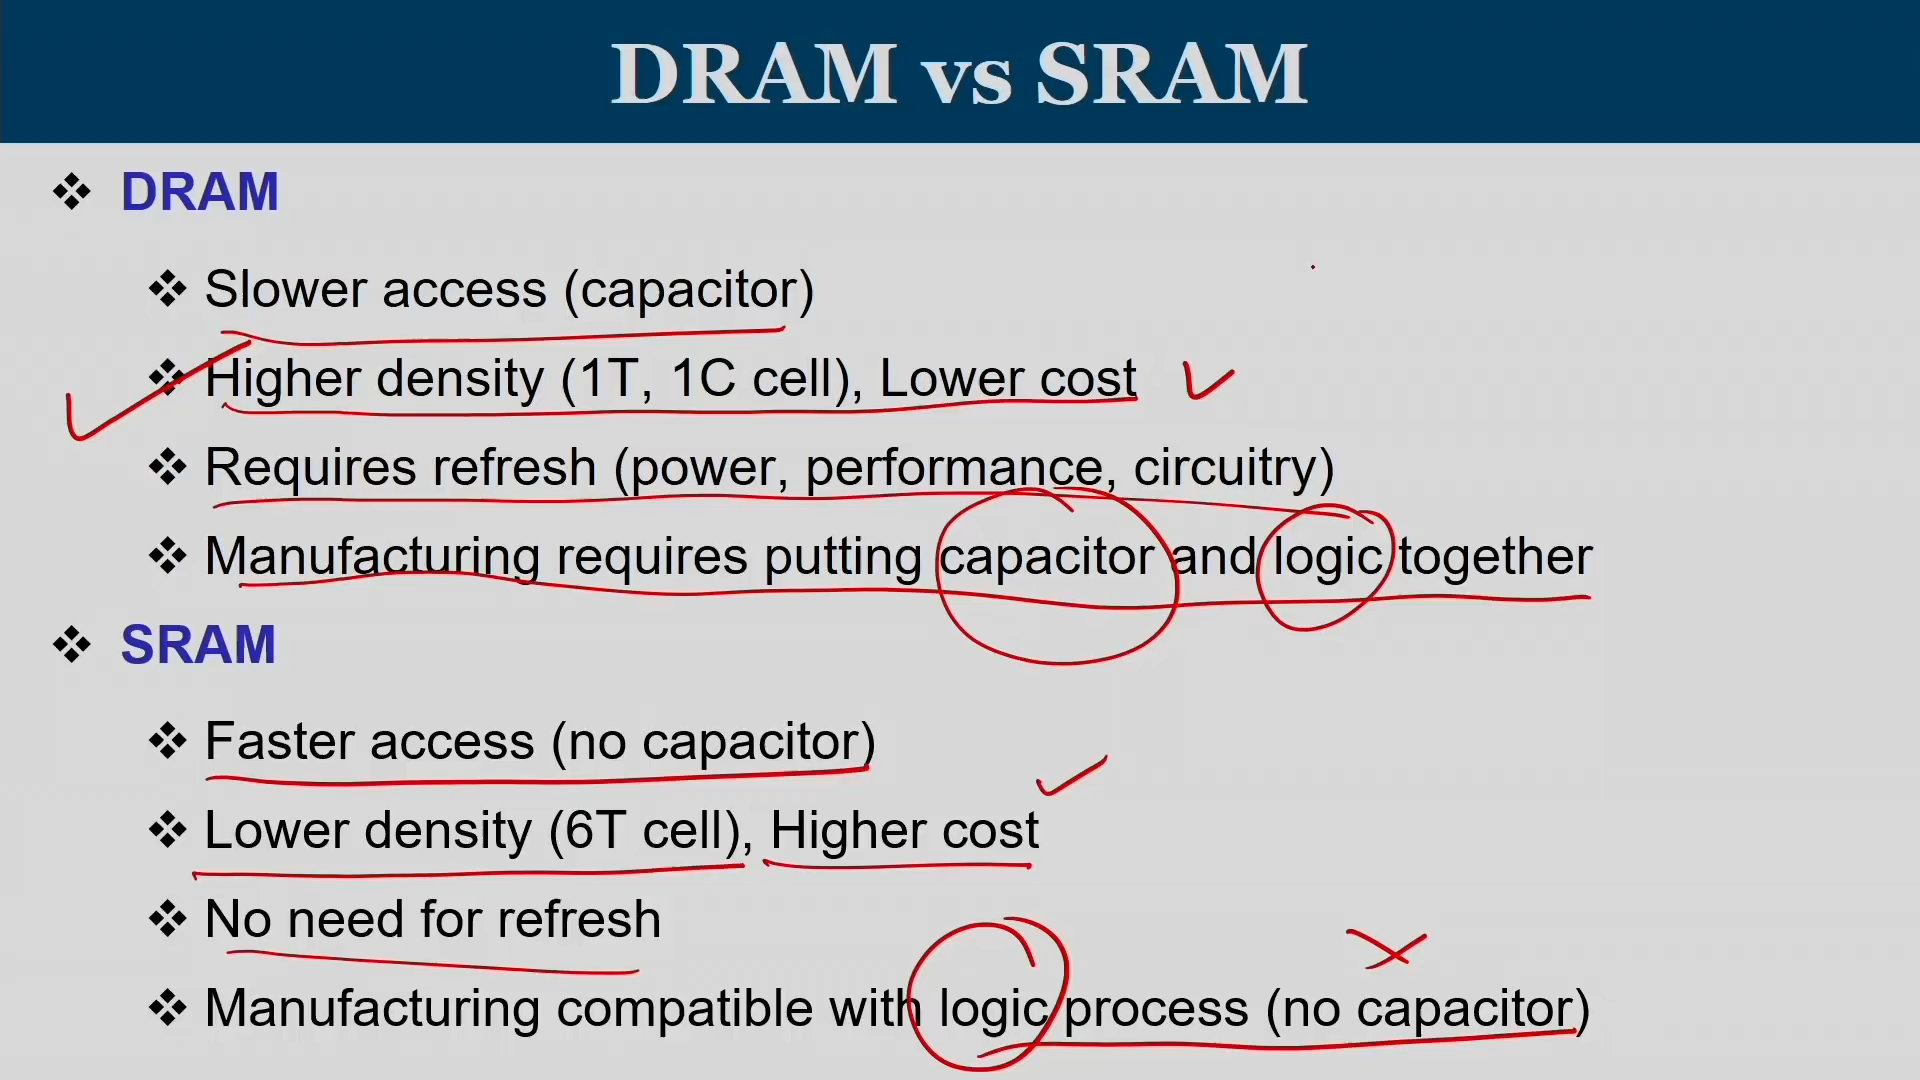 DRAM vs SRAM
DRAM
Slower access (capacitor)
Higher density (1T, 1C cell), Lower cost
Requires refresh (power, performance, circuitry)
Manufacturing requires putting capacitor and logic together
SRAM
Faster access (no capacitor)
Lower density (6T cell), Higher cost
No need for refresh
Manufacturing compatible with logic process (no capacitor)